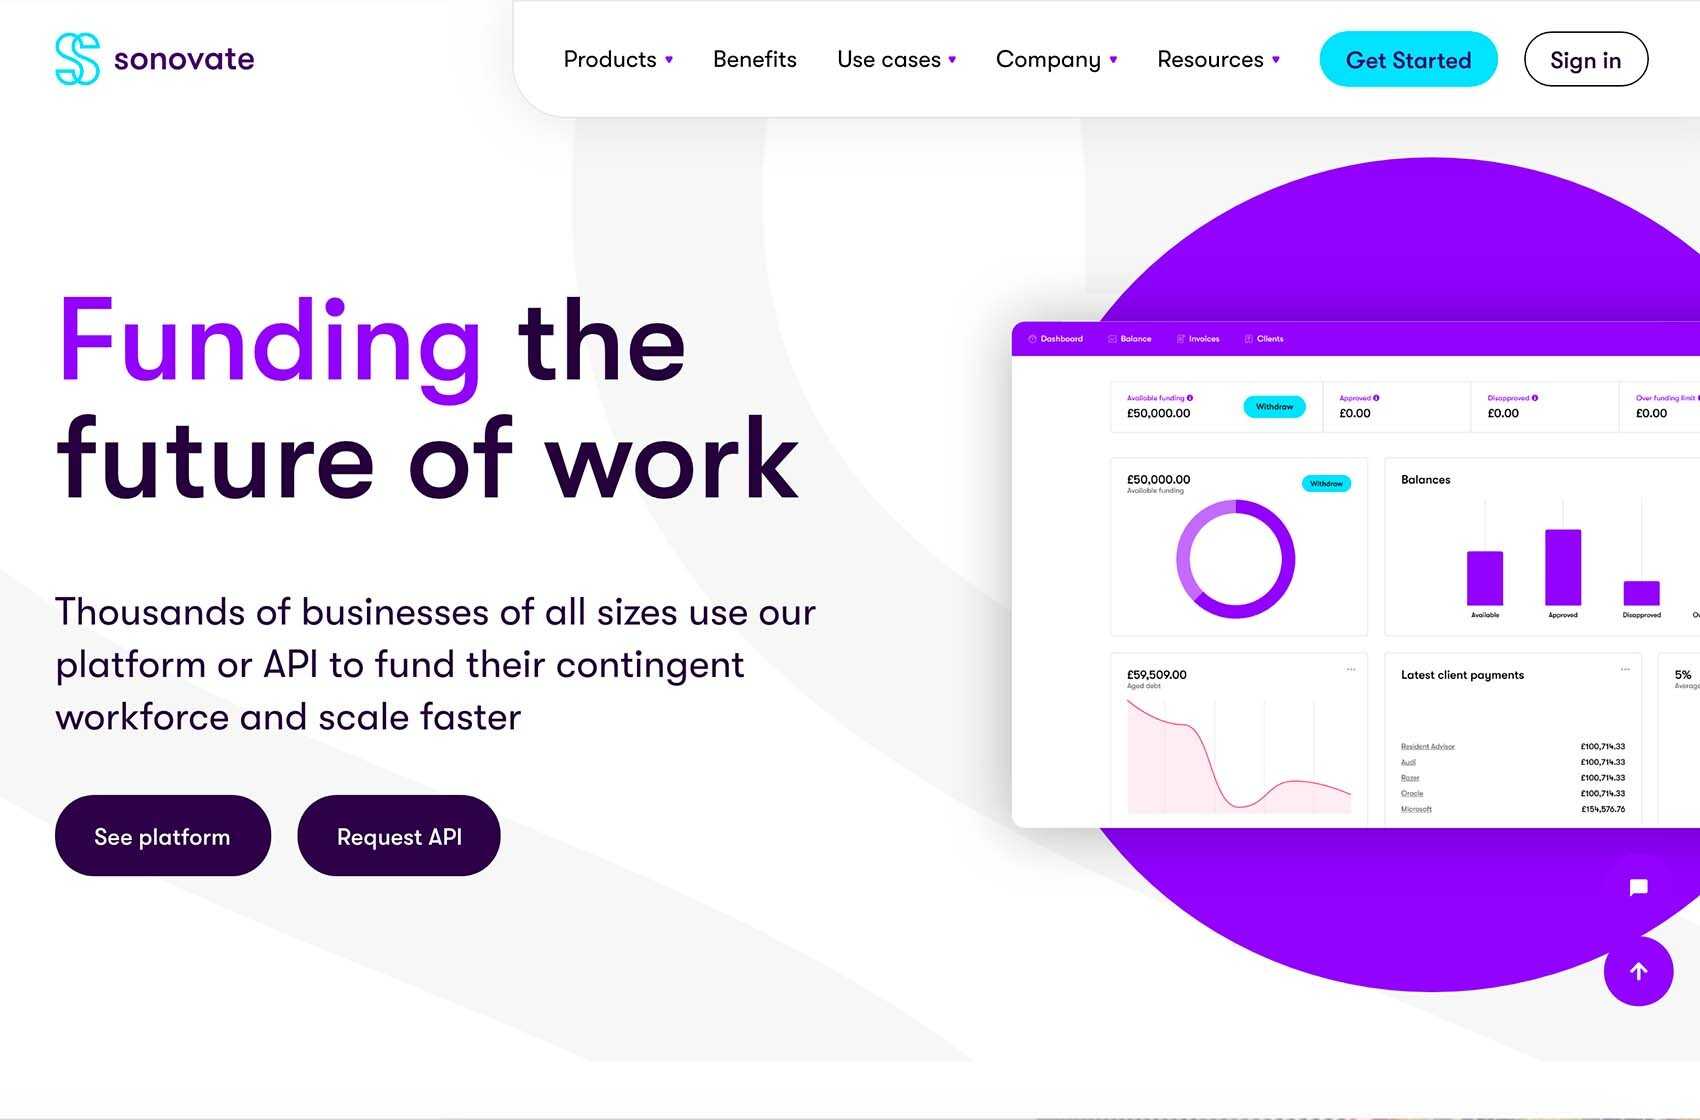 sonovate
Products
Benefits
Use cases
Company
Resources
Get Started
Sign in
Funding the
future of work
Thousands of businesses of all sizes use our
platform or API to fund their contingent
workforce and scale faster
See platform
Request API
Dashboard
Balance
Invoices
Clients
Available funding
£50,000.00
Withdraw
Approved
£0.00
Disapproved
£0.00
Over funding limit
£0.00
£50,000.00
Available funding
Withdraw
Balances
Available
Approved
Disapproved
£59,509.00
Aged debt
Latest client payments
Resident Advisor £100,714.33
Audi £100,714.33
Razer £100,714.33
Oracle £100,714.33
Microsoft £154,576.76
5%
Average